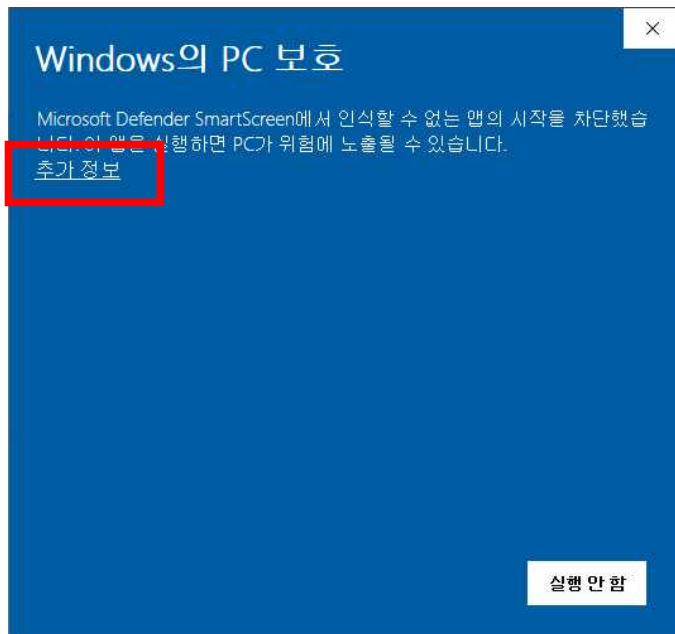 Windows의 PC 보호
Microsoft Defender SmartScreen에서 인식할 수 없는 앱의 시작을 차단했습
니다. 이 앱을 실행하면 PC가 위험에 노출될 수 있습니다.
추가 정보
실행 안 함